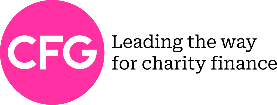 CFG
Leading the way
for charity finance